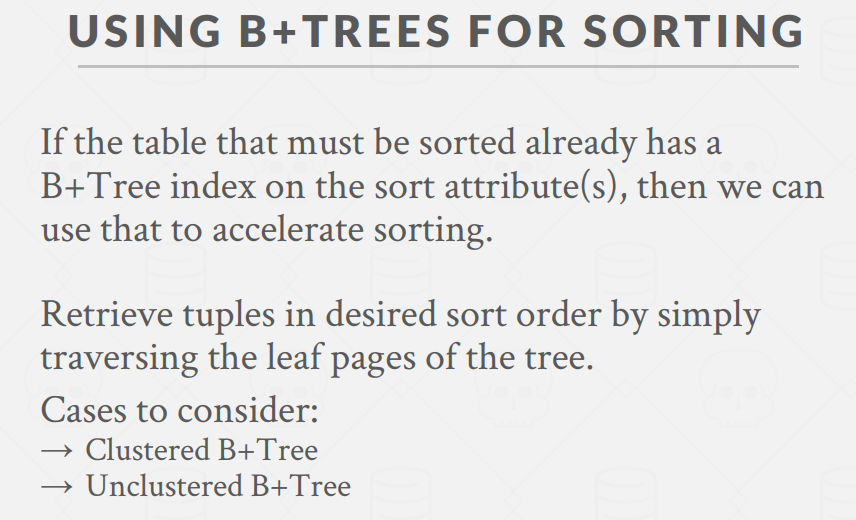 USING B+TREES FOR SORTING
If the table that must be sorted already has a
B+Tree index on the sort attribute(s), then we can
use that to accelerate sorting.
Retrieve tuples in desired sort order by simply
traversing the leaf pages of the tree.
Cases to consider:
→ Clustered B+Tree
→ Unclustered B+Tree